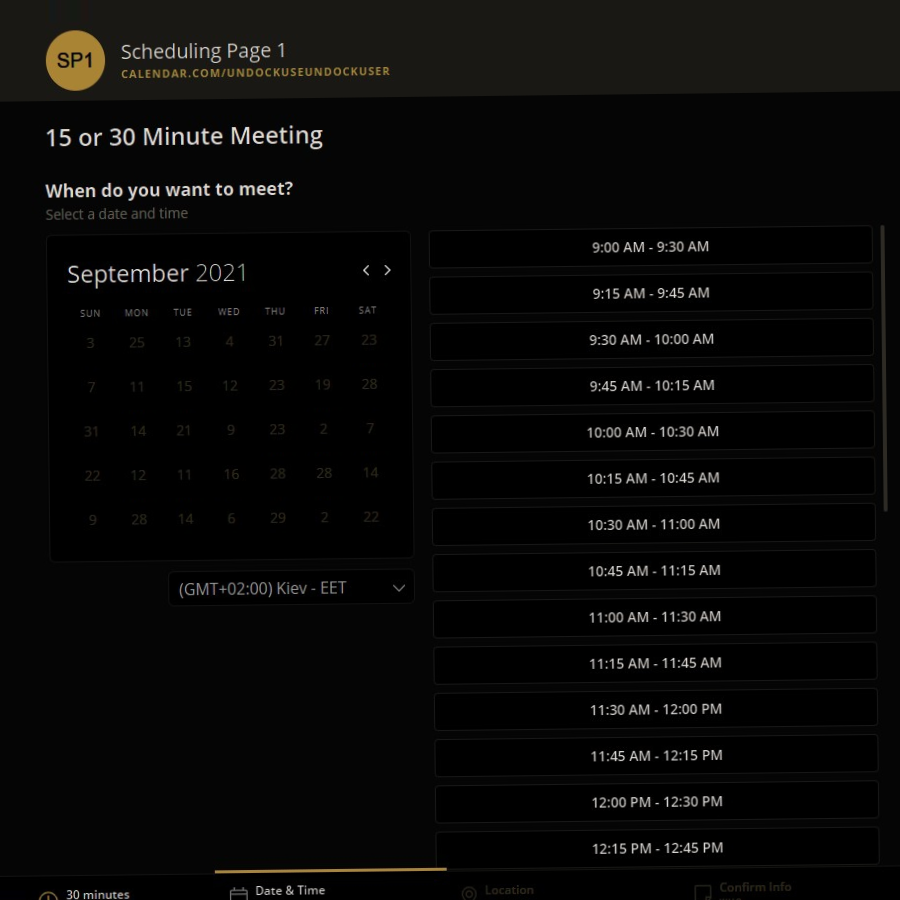 SP1
Scheduling Page 1
CALENDAR.COM/UNDOCKUSEUNDOCKUSER
15 or 30 Minute Meeting
When do you want to meet?
Select a date and time
September 2021
SUN MON TUE WED THU FRI SAT
3 25 13 4 31 27 23
7 11 15 12 23 19 28
31 14 21 9 23 2 7
22 12 11 16 28 28 14
9 28 14 6 29 2 22
(GMT+02:00) Kiev - EET
9:00 AM - 9:30 AM
9:15 AM - 9:45 AM
9:30 AM - 10:00 AM
9:45 AM - 10:15 AM
10:00 AM - 10:30 AM
10:15 AM - 10:45 AM
10:30 AM - 11:00 AM
10:45 AM - 11:15 AM
11:00 AM - 11:30 AM
11:15 AM - 11:45 AM
11:30 AM - 12:00 PM
11:45 AM - 12:15 PM
12:00 PM - 12:30 PM
12:15 PM - 12:45 PM
30 minutes
Date & Time
Location
Confirm Info